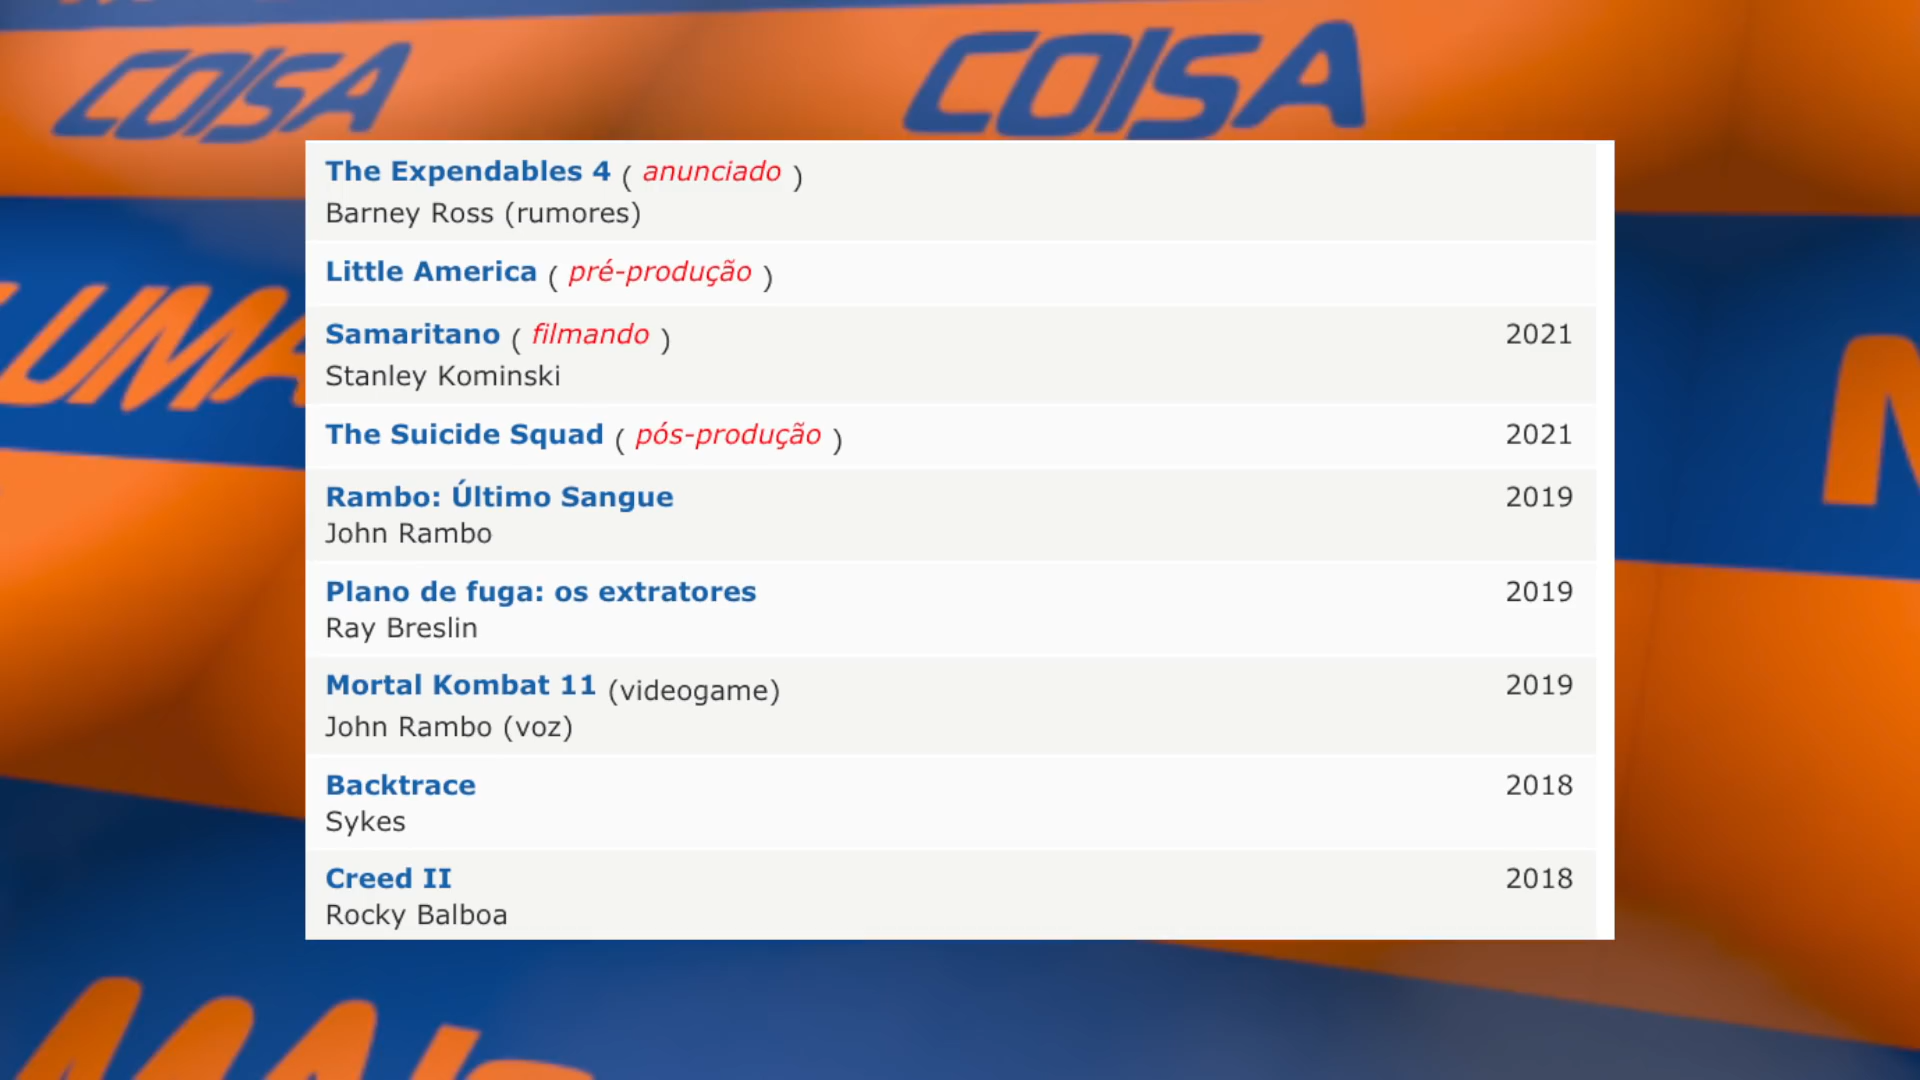 COISA
COISA
The Expendables 4 ( anunciado )
Barney Ross (rumores)
Little America ( pré-produção )
Samaritano ( filmando ) 2021
Stanley Kominski
The Suicide Squad ( pós-produção ) 2021
Rambo: Último Sangue 2019
John Rambo
Plano de fuga: os extratores 2019
Ray Breslin
Mortal Kombat 11 (videogame) 2019
John Rambo (voz)
Backtrace 2018
Sykes
Creed II 2018
Rocky Balboa